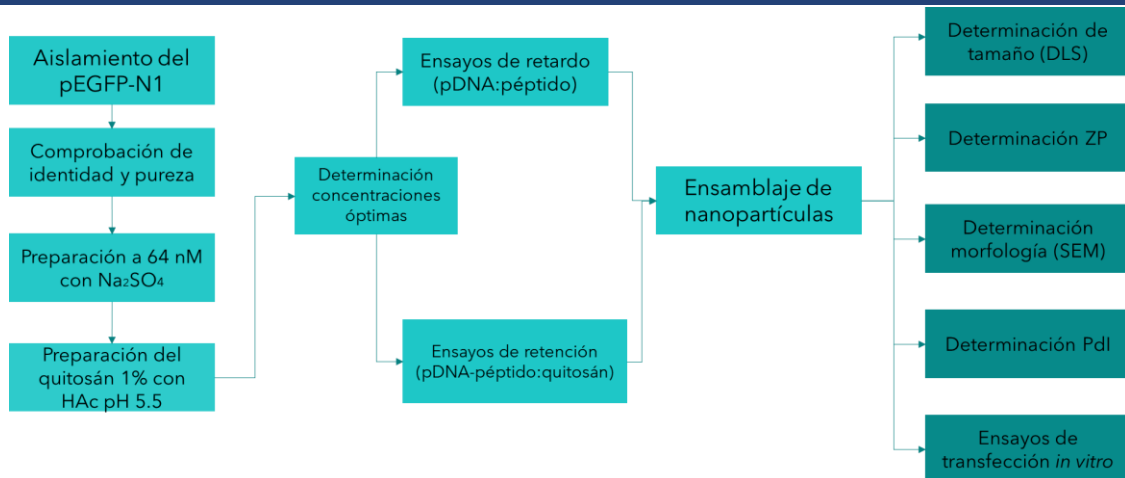 Aislamiento del
pEGFP-N1
Comprobación de
identidad y pureza
Preparación a 64 nM
con Na₂SO₄
Preparación del
quitosán 1% con
HAc pH 5.5
Determinación
concentraciones
óptimas
Ensayos de retardo
(pDNA:péptido)
Ensayos de retención
(pDNA-péptido:quitosán)
Ensamblaje de
nanopartículas
Determinación de
tamaño (DLS)
Determinación ZP
Determinación
morfología (SEM)
Determinación PdI
Ensayos de
transfección in vitro